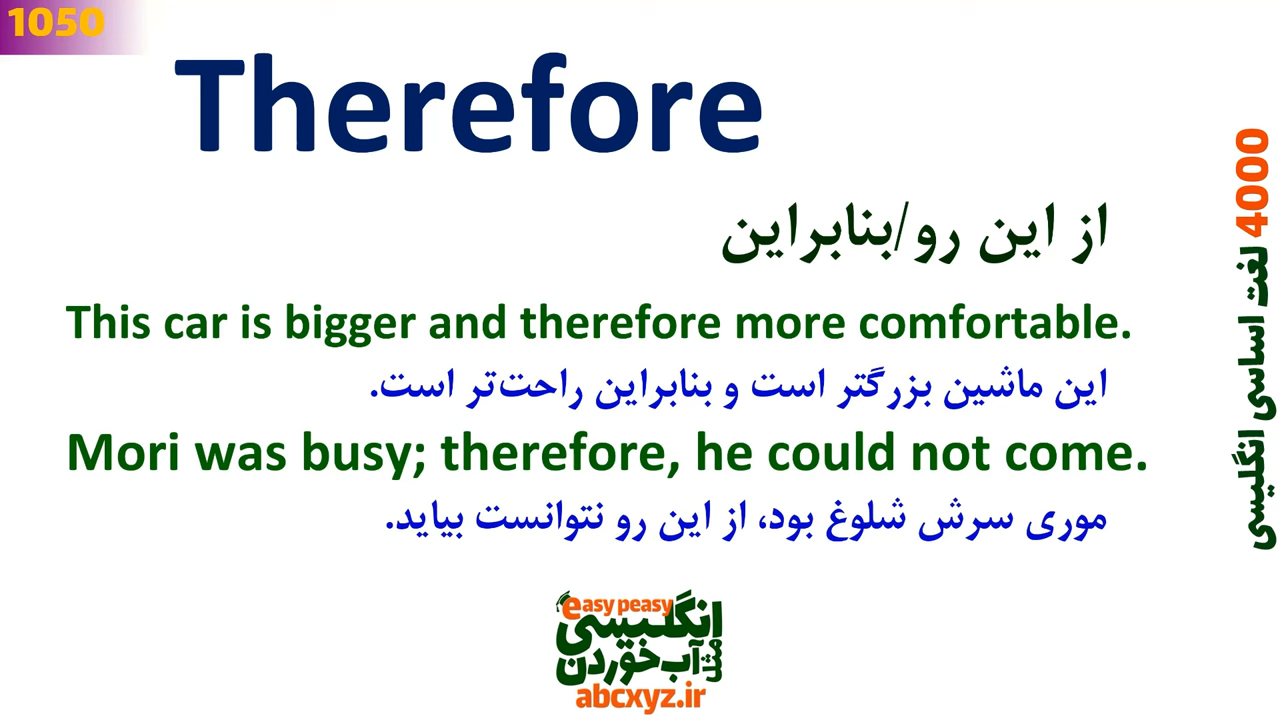 1050
Therefore
از این رو/بنابراین
This car is bigger and therefore more comfortable.
این ماشین بزرگتر است و بنابراین راحت‌تر است.
Mori was busy; therefore, he could not come.
موری سرش شلوغ بود، از این رو نتوانست بیاید.
4000 لغت اساسی انگلیسی
easy peasy
انگلیسی
مثل آب خوردن
abcxyz.ir